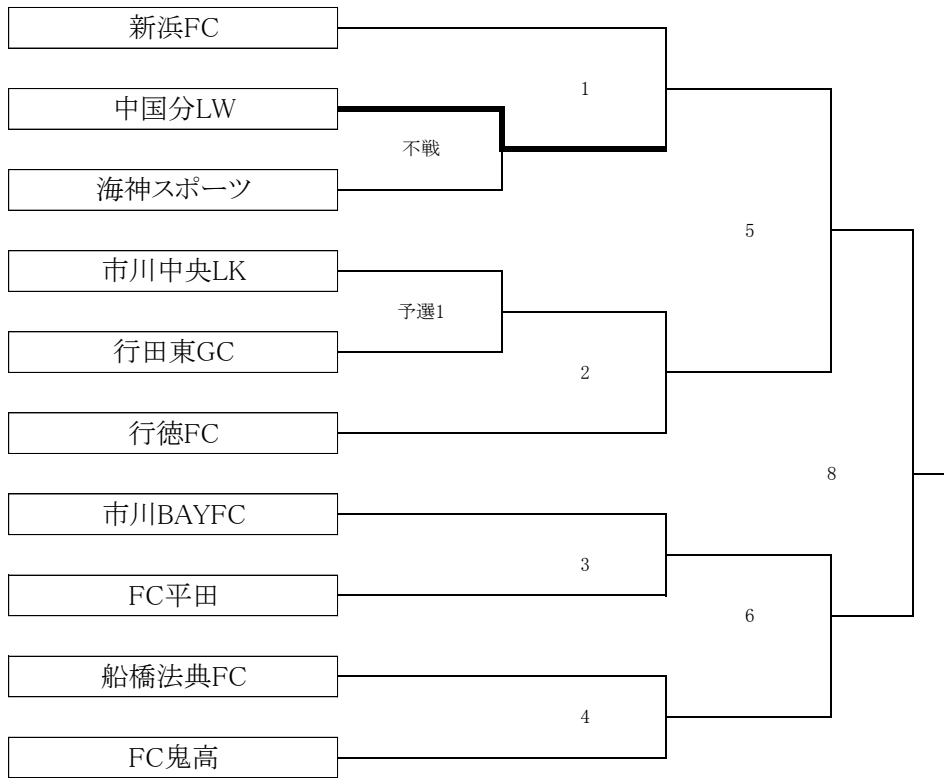 新浜FC
1
中国分LW
不戦
海神スポーツ
5
市川中央LK
予選1
行田東GC
2
行徳FC
8
市川BAYFC
3
FC平田
6
船橋法典FC
4
FC鬼高